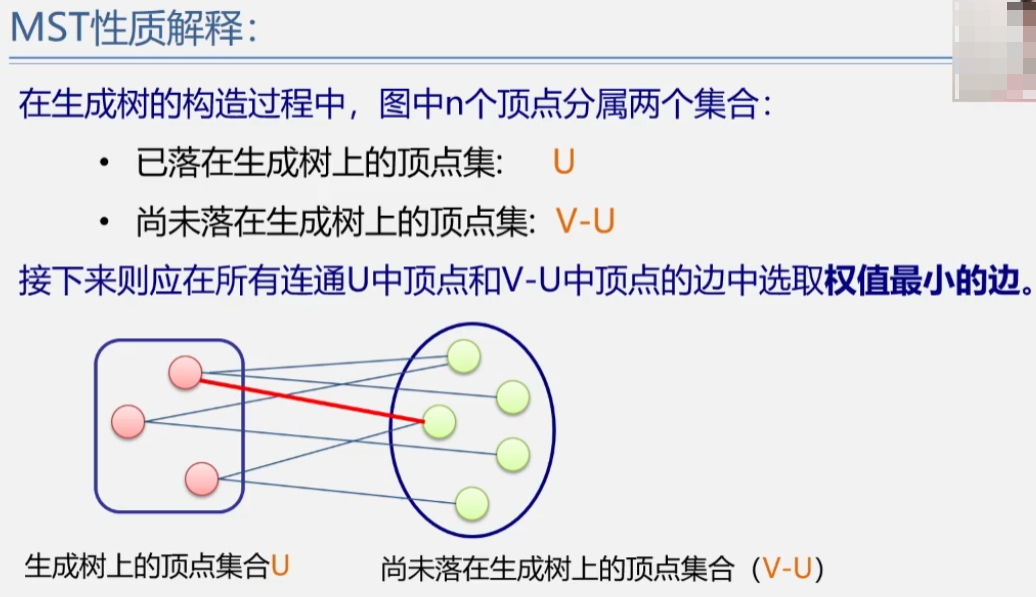 MST性质解释：
在生成树的构造过程中，图中n个顶点分属两个集合：
• 已落在生成树上的顶点集: U
• 尚未落在生成树上的顶点集: V-U
接下来则应在所有连通U中顶点和V-U中顶点的边中选取权值最小的边。
生成树上的顶点集合U
尚未落在生成树上的顶点集合（V-U）